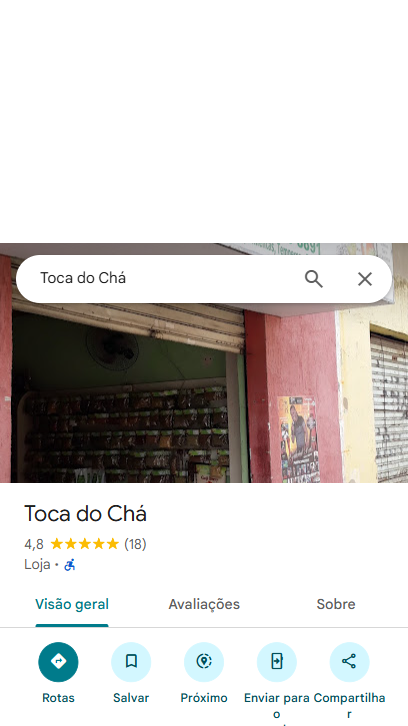 Toca do Chá
Toca do Chá
4,8 (18)
Loja ·
Visão geral Avaliações Sobre
Rotas Salvar Próximo Enviar para o Compartilhar